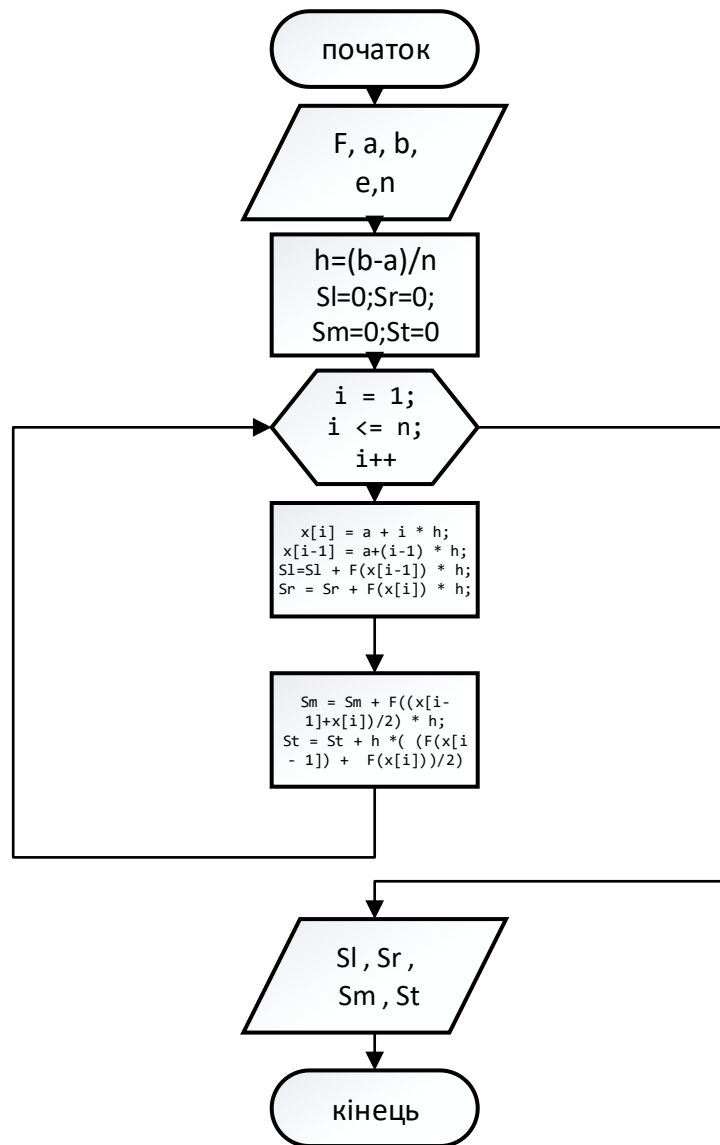 початок
F, a, b,
e,n
h=(b-a)/n
Sl=0;Sr=0;
Sm=0;St=0
i = 1;
i <= n;
i++
x[i] = a + i * h;
x[i-1] = a+(i-1) * h;
Sl=Sl + F(x[i-1]) * h;
Sr = Sr + F(x[i]) * h;
Sm = Sm + F((x[i-
1]+x[i])/2) * h;
St = St + h *( (F(x[i
- 1]) + F(x[i]))/2)
Sl , Sr ,
Sm , St
кінець